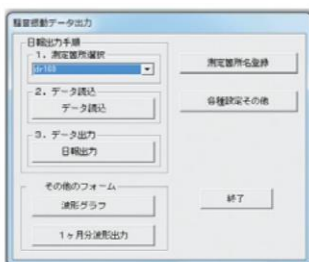 騒音振動データ出力
日報出力手順
1．測定箇所選択
測定箇所名登録
2．データ読込
データ読込
各種設定その他
3．データ出力
日報出力
その他のフォーム
波形グラフ
終了
1ヶ月分波形出力